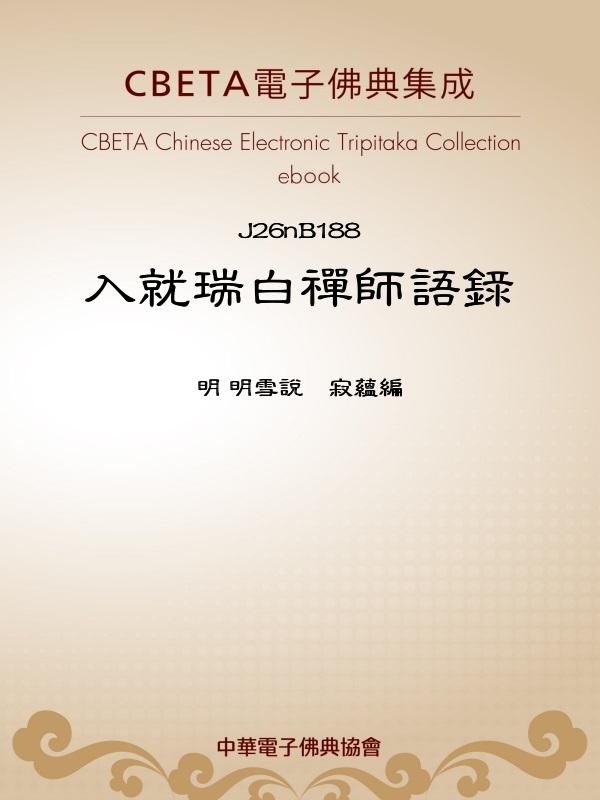 CBETA電子佛典集成
CBETA Chinese Electronic Tripitaka Collection
ebook
J26nB188
入就瑞白禪師語錄
明 明雪說　寂蘊編
中華電子佛典協會